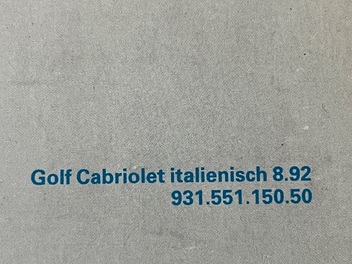 Golf Cabriolet italienisch 8.92
931.551.150.50